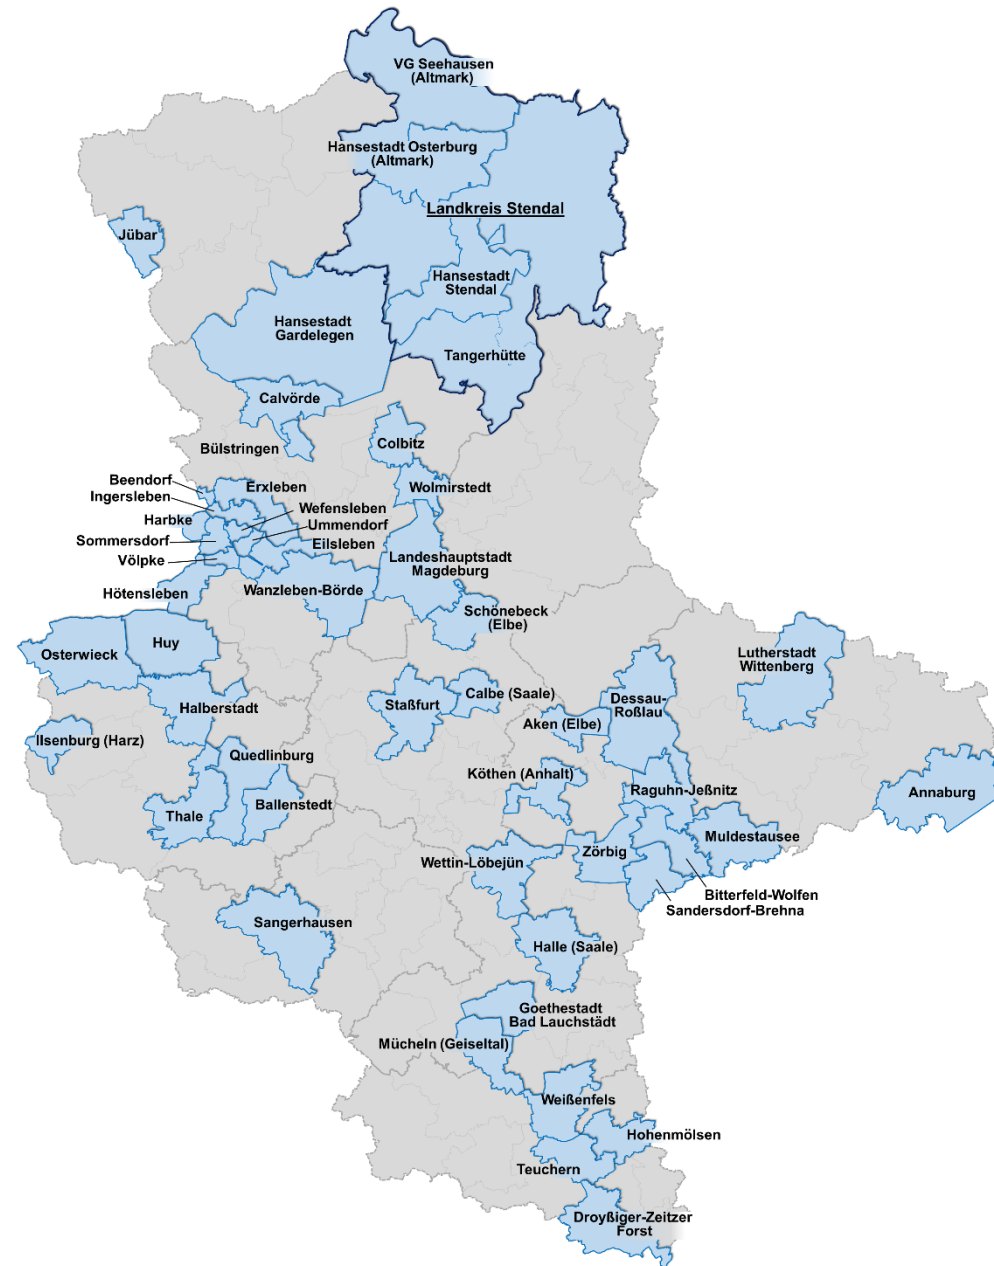 VG Seehausen
(Altmark)
Hansestadt Osterburg
(Altmark)
Landkreis Stendal
Jübar
Hansestadt
Stendal
Hansestadt
Gardelegen
Tangerhütte
Calvörde
Colbitz
Bülstringen
Beendorf
Erxleben
Wolmirstedt
Ingersleben
Wefensleben
Harbke
Ummendorf
Sommersdorf
Eilsleben
Völpke
Landeshauptstadt
Magdeburg
Hötensleben
Wanzleben-Börde
Schönebeck
(Elbe)
Osterwieck
Huy
Lutherstadt
Wittenberg
Halberstadt
Staßfurt
Calbe (Saale)
Dessau-
Roßlau
Aken (Elbe)
Ilsenburg (Harz)
Quedlinburg
Köthen (Anhalt)
Raguhn-Jeßnitz
Annaburg
Thale
Ballenstedt
Muldestausee
Zörbig
Wettin-Löbejün
Bitterfeld-Wolfen
Sandersdorf-Brehna
Sangerhausen
Halle (Saale)
Goethestadt
Bad Lauchstädt
Mücheln (Geiseltal)
Weißenfels
Hohenmölsen
Teuchern
Droyßiger-Zeitzer
Forst